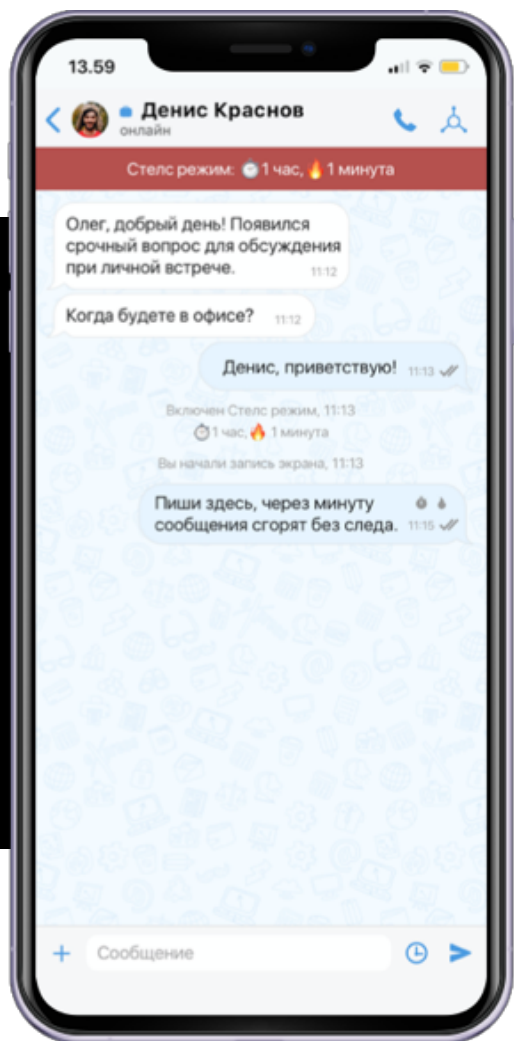 13.59
Денис Краснов
онлайн
Стелс режим: ⏱1 час,🔥1 минута
Олег, добрый день! Появился
срочный вопрос для обсуждения
при личной встрече. 11:12
Когда будете в офисе? 11:12
Денис, приветствую! 11:13
Включен Стелс режим, 11:13
⏱1 час,🔥 1 минута
Вы начали запись экрана, 11:13
Пиши здесь, через минуту
сообщения сгорят без следа. 11:15
Сообщение